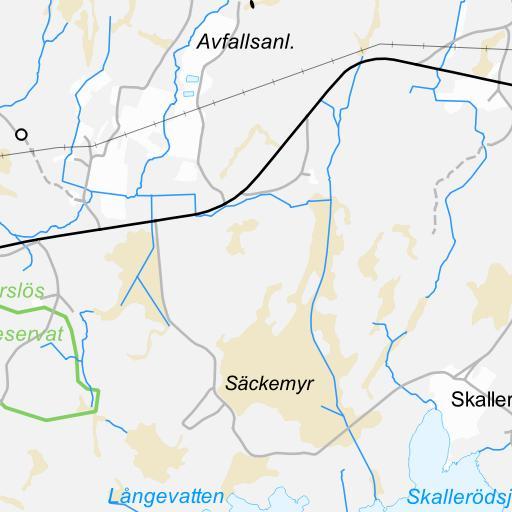 Avfallsanl.
rslös
eservat
Säckemyr
Skaller
Långevatten
Skallerödsj